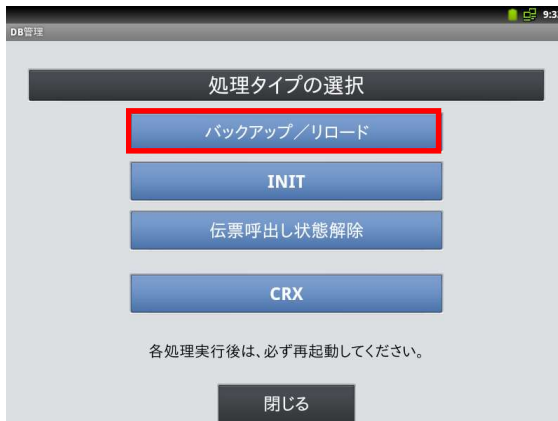 9:3
DB管理
処理タイプの選択
バックアップ／リロード
INIT
伝票呼出し状態解除
CRX
各処理実行後は、必ず再起動してください。
閉じる